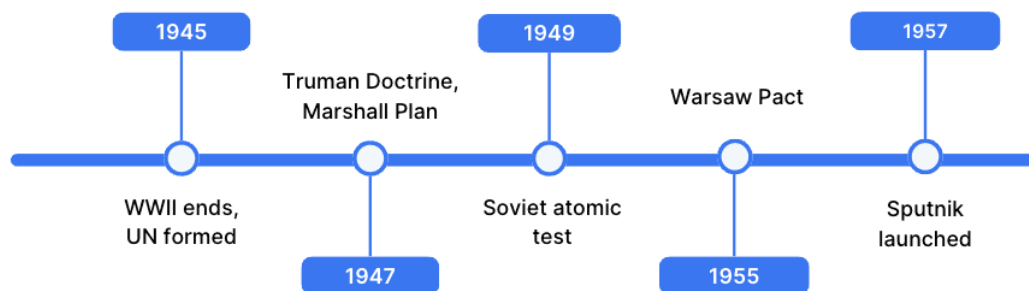 1945
WWII ends,
UN formed
Truman Doctrine,
Marshall Plan
1947
1949
Soviet atomic
test
Warsaw Pact
1955
1957
Sputnik
launched